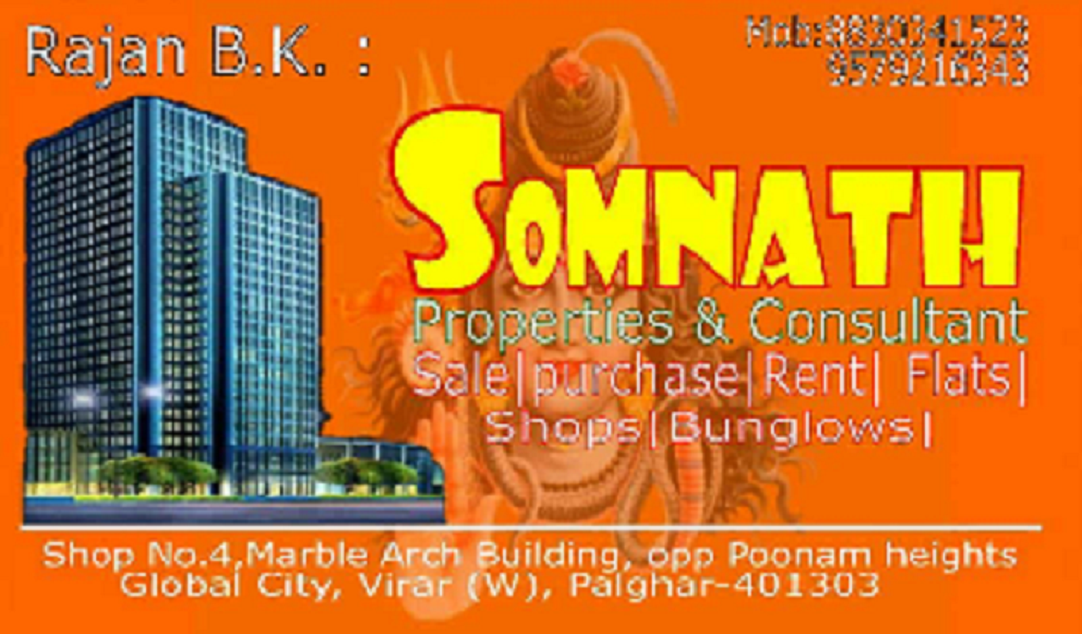 Rajan B.K. :
Mob:8830341523
9579216343
SOMNATH
Properties & Consultant
Sale|purchase|Rent| Flats|
Shops|Bunglows|
Shop No.4,Marble Arch Building, opp Poonam heights
Global City, Virar (W), Palghar-401303